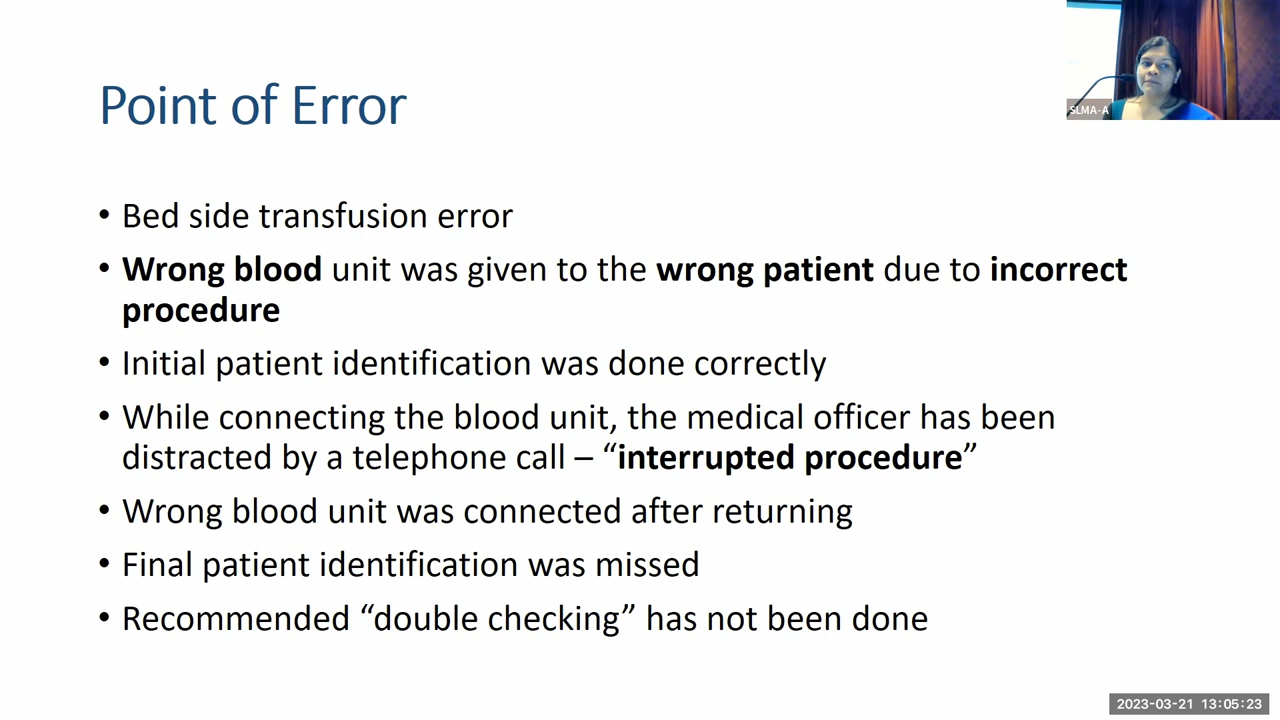 SLMA-A
Point of Error
• Bed side transfusion error
• Wrong blood unit was given to the wrong patient due to incorrect
procedure
• Initial patient identification was done correctly
• While connecting the blood unit, the medical officer has been
distracted by a telephone call – “interrupted procedure”
• Wrong blood unit was connected after returning
• Final patient identification was missed
• Recommended “double checking” has not been done
2023-03-21 13:05:23